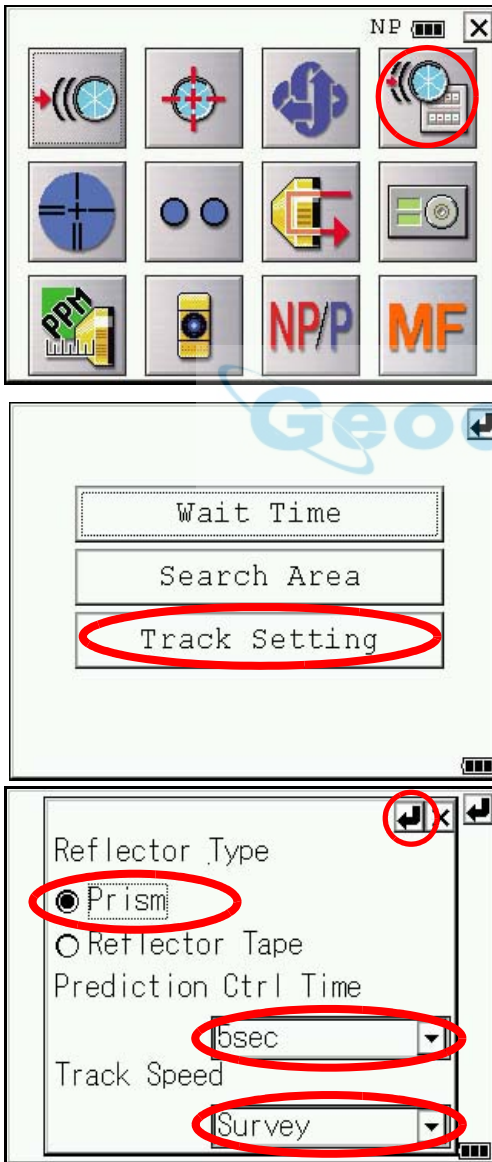 NP
PPM
NP/P
MF
Geo
Wait Time
Search Area
Track Setting
Reflector Type
Prism
Reflector Tape
Prediction Ctrl Time
5sec
Track Speed
Survey